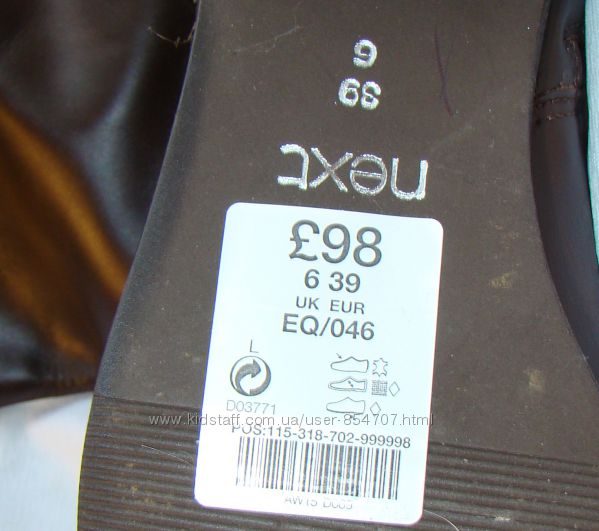 6
39
next
£98
6 39
UK EUR
EQ/046
L
D03771
www.kidstaff.com.ua/user-854707.html
POS:115-318-702-999998